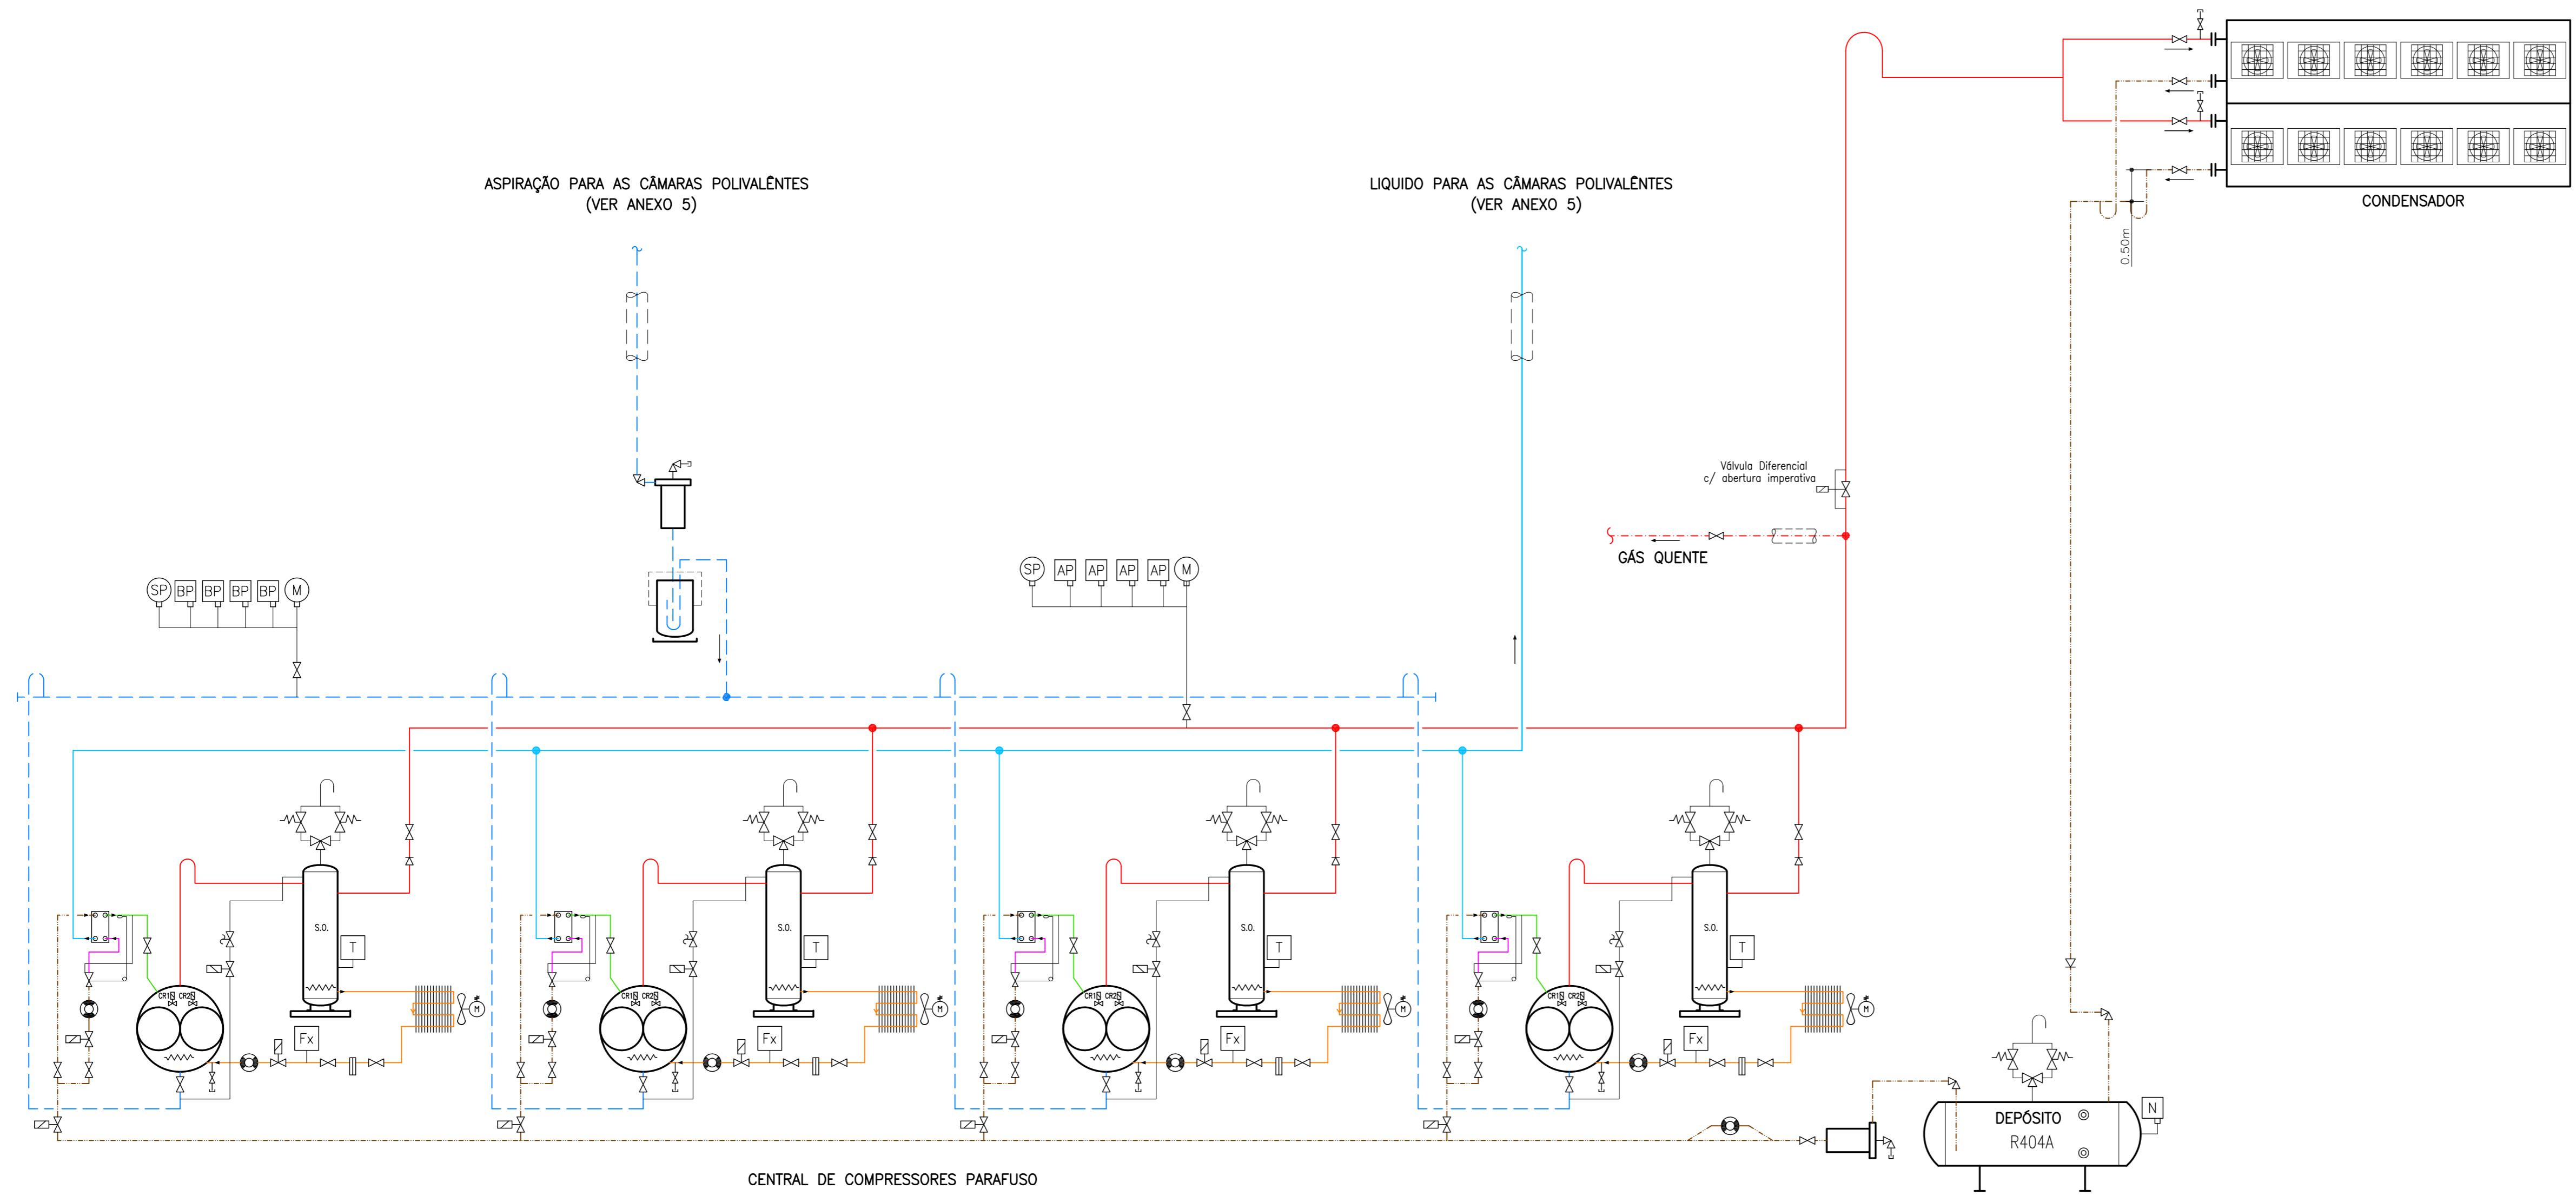 ASPIRAÇÃO PARA AS CÂMARAS POLIVALÊNTES
(VER ANEXO 5)
LIQUIDO PARA AS CÂMARAS POLIVALÊNTES
(VER ANEXO 5)
CONDENSADOR
0.50m
Válvula Diferencial
c/ abertura imperativa
GÁS QUENTE
SP BP BP BP BP M
SP AP AP AP AP M
S.O.
T
CR1 CR2
M
Fx
S.O.
T
CR1 CR2
M
Fx
S.O.
T
CR1 CR2
M
Fx
S.O.
T
CR1 CR2
M
Fx
DEPÓSITO
R404A
N
CENTRAL DE COMPRESSORES PARAFUSO